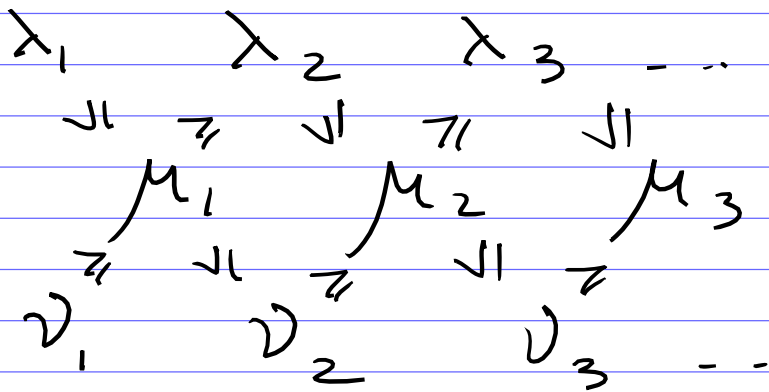 λ₁ λ₂ λ₃ - - -
\/| ⩾ \/| ⩾ \/|
μ₁ μ₂ μ₃
⩾ \/| ⩾ \/| ⩾
ν₁ ν₂ ν₃ - -